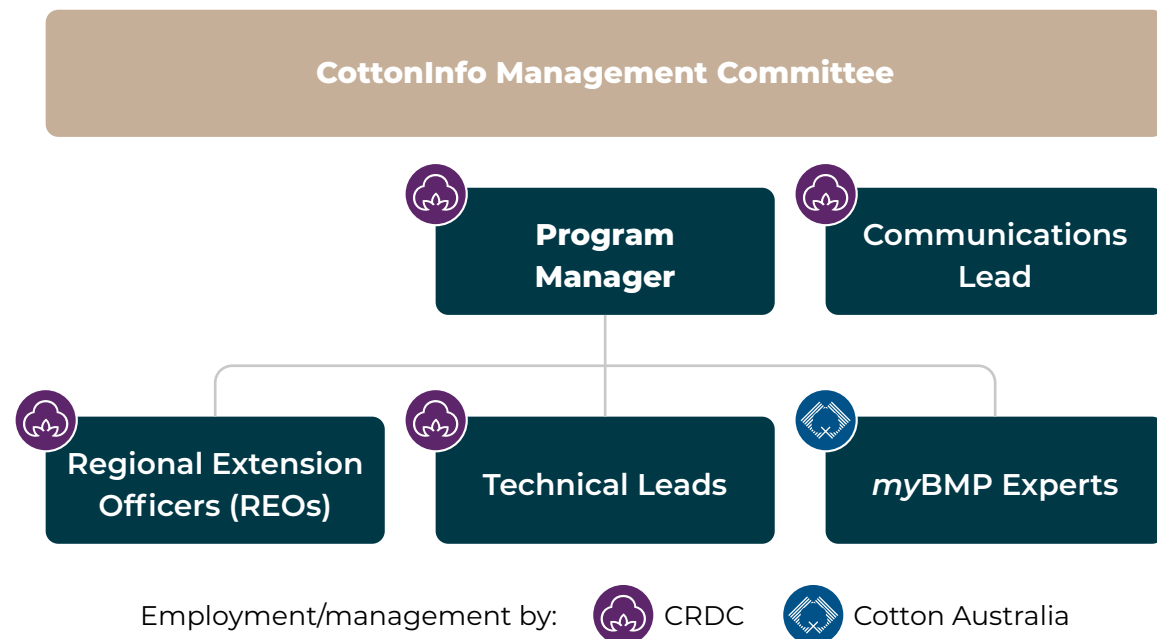 CottonInfo Management Committee
Program
Manager
Communications
Lead
Regional Extension
Officers (REOs)
Technical Leads
myBMP Experts
Employment/management by: CRDC Cotton Australia